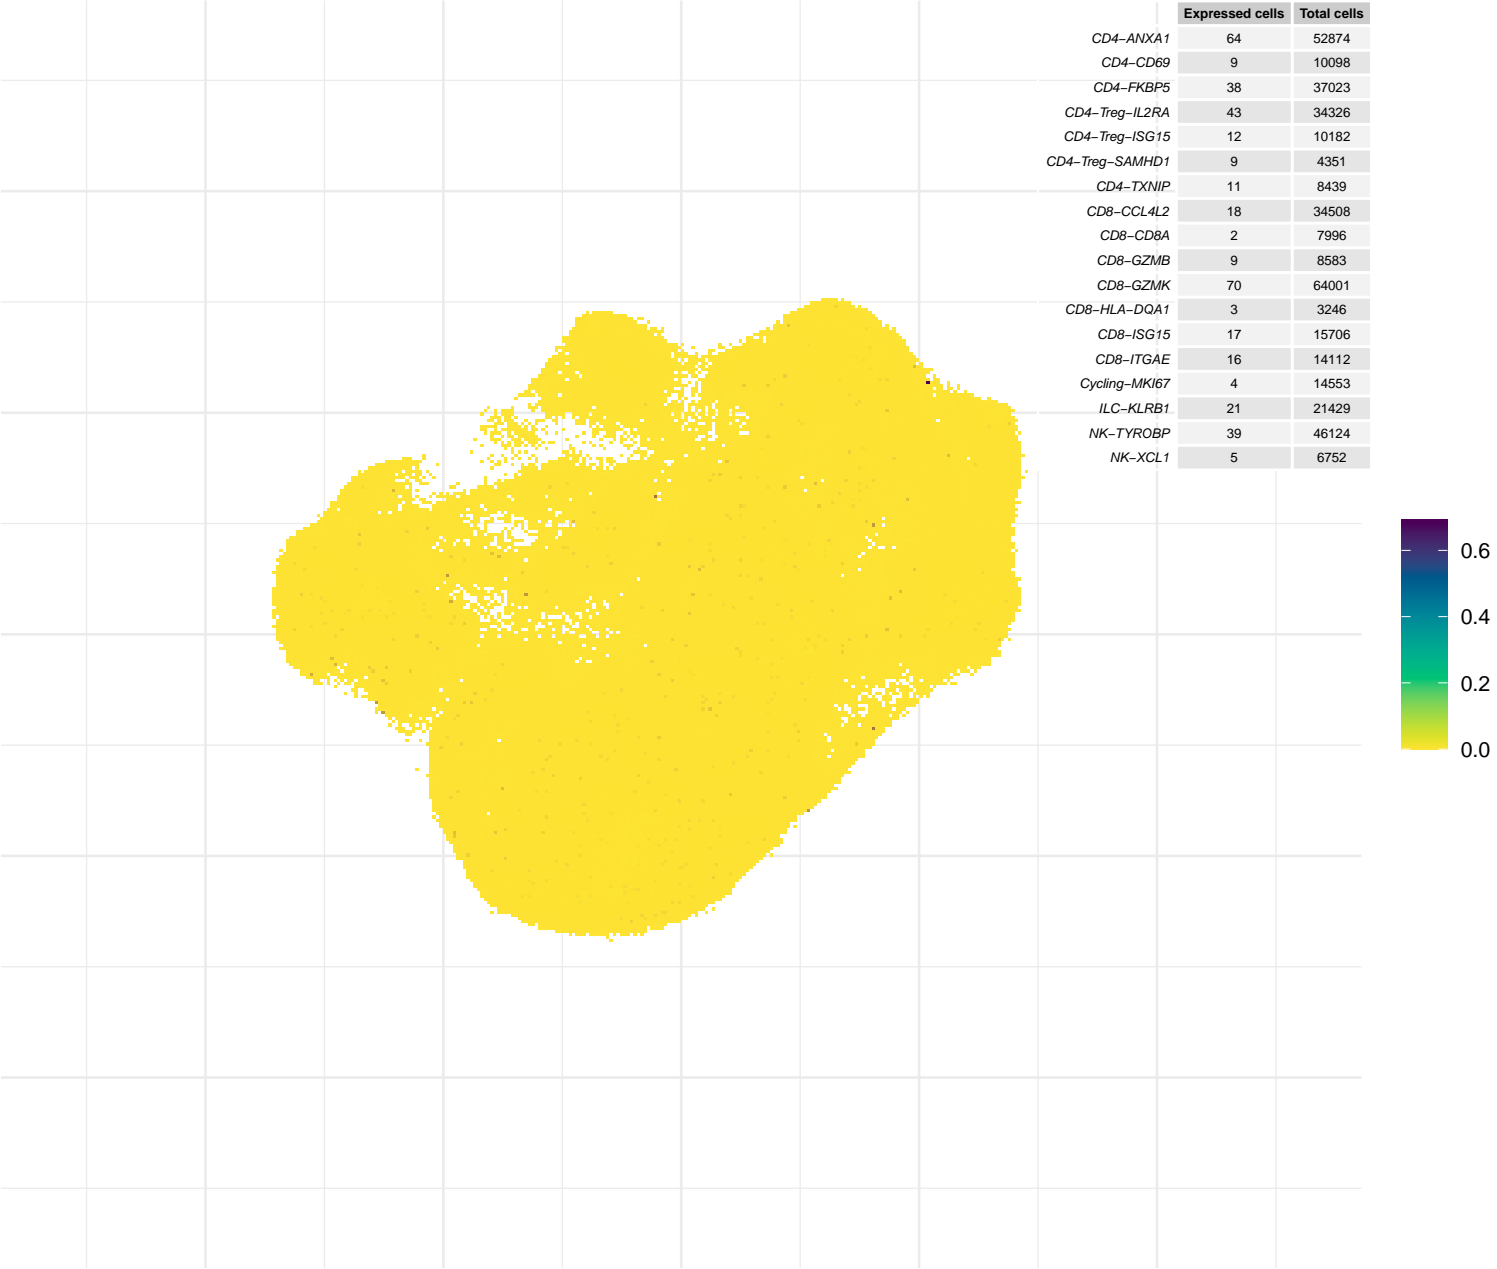 Expressed cells Total cells
CD4−ANXA1 64 52874
CD4−CD69 9 10098
CD4−FKBP5 38 37023
CD4−Treg−IL2RA 43 34326
CD4−Treg−ISG15 12 10182
CD4−Treg−SAMHD1 9 4351
CD4−TXNIP 11 8439
CD8−CCL4L2 18 34508
CD8−CD8A 2 7996
CD8−GZMB 9 8583
CD8−GZMK 70 64001
CD8−HLA−DQA1 3 3246
CD8−ISG15 17 15706
CD8−ITGAE 16 14112
Cycling−MKI67 4 14553
ILC−KLRB1 21 21429
NK−TYROBP 39 46124
NK−XCL1 5 6752
0.6
0.4
0.2
0.0